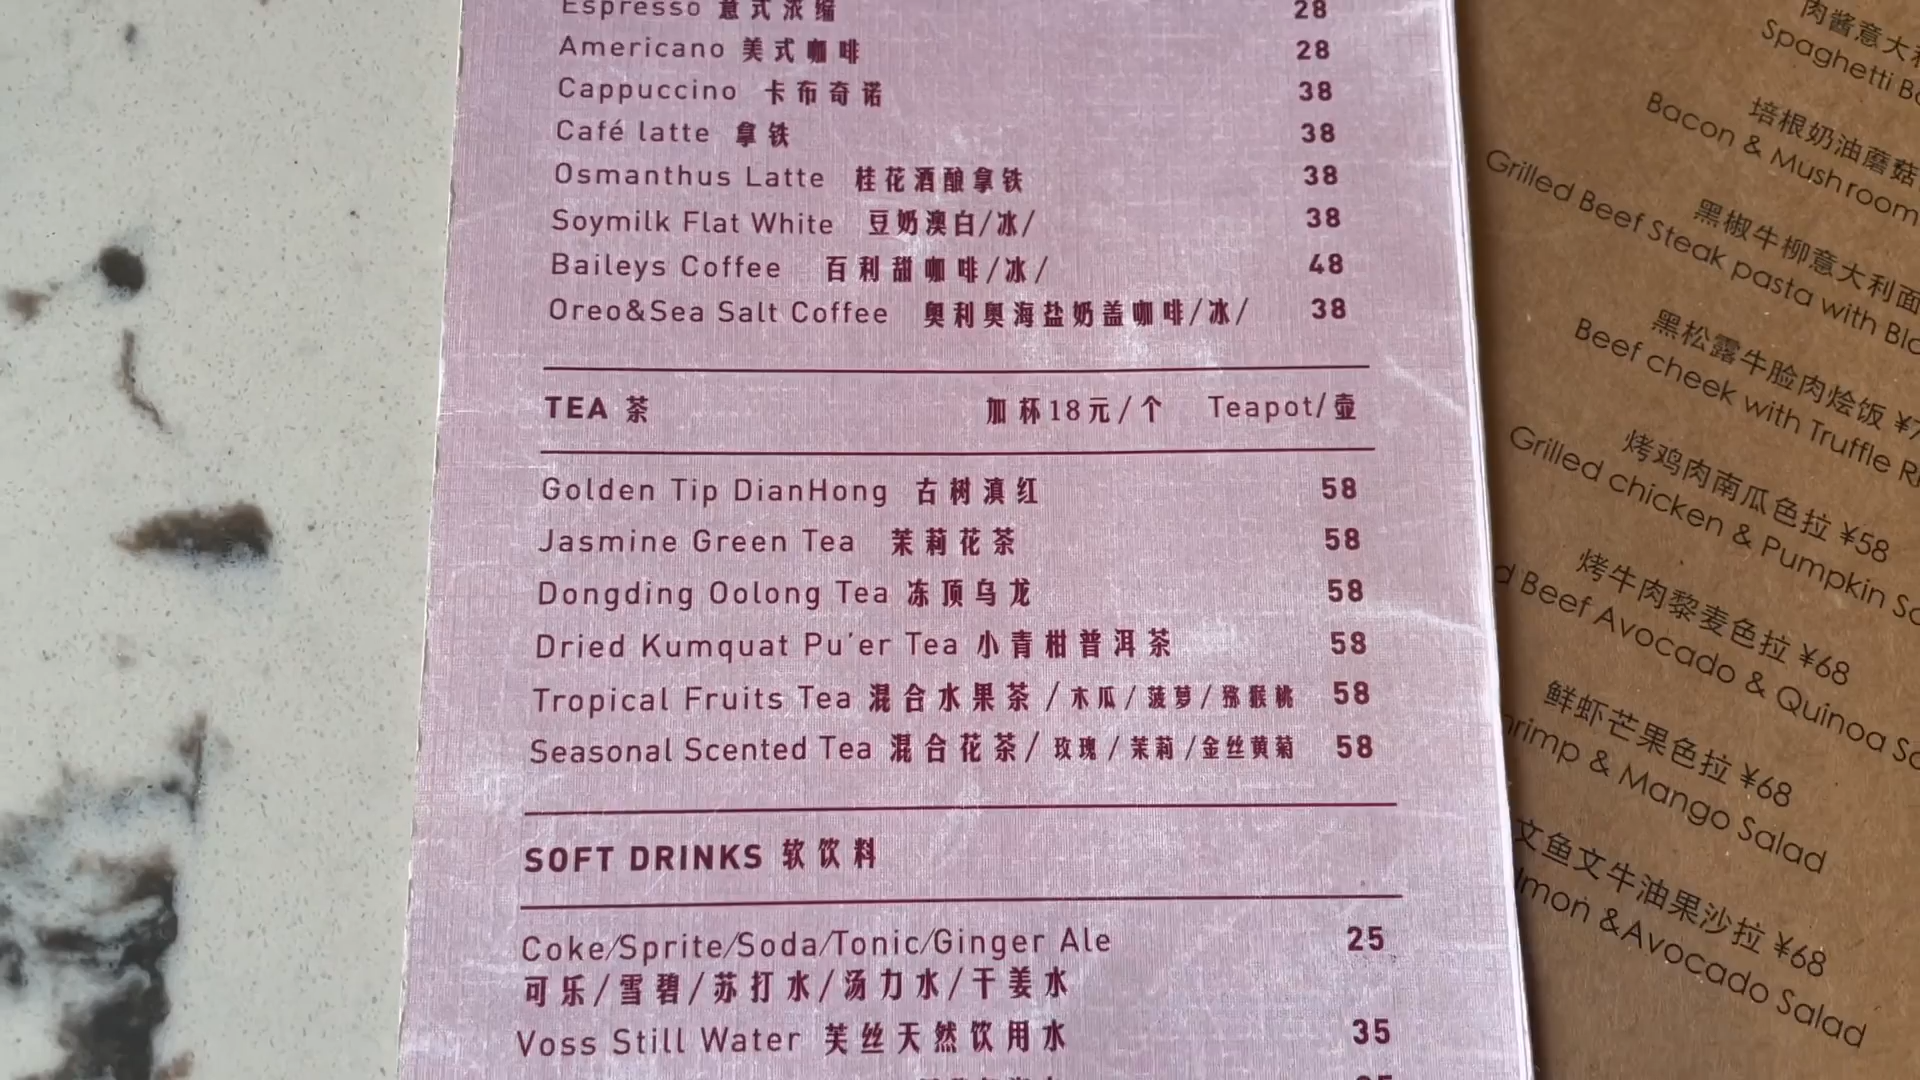 Espresso 意式浓缩 28
Americano 美式咖啡 28
Cappuccino 卡布奇诺 38
Café latte 拿铁 38
Osmanthus Latte 桂花酒酿拿铁 38
Soymilk Flat White 豆奶澳白/冰/ 38
Baileys Coffee 百利甜咖啡/冰/ 48
Oreo&Sea Salt Coffee 奥利奥海盐奶盖咖啡/冰/ 38
TEA 茶 加杯18元/个 Teapot/壶
Golden Tip DianHong 古树滇红 58
Jasmine Green Tea 茉莉花茶 58
Dongding Oolong Tea 冻顶乌龙 58
Dried Kumquat Pu'er Tea 小青柑普洱茶 58
Tropical Fruits Tea 混合水果茶/木瓜/菠萝/猕猴桃 58
Seasonal Scented Tea 混合花茶/玫瑰/茉莉/金丝黄菊 58
SOFT DRINKS 软饮料
Coke/Sprite/Soda/Tonic/Ginger Ale 25
可乐/雪碧/苏打水/汤力水/干姜水
Voss Still Water 芙丝天然饮用水 35
肉酱意大利
Spaghetti
培根奶油蘑菇
Bacon & Mushroom
黑椒牛柳意大利面
Grilled Beef Steak pasta with
黑松露牛脸肉烩饭
Beef cheek with Truffle
烤鸡肉南瓜色拉 ¥58
Grilled chicken & Pumpkin
烤牛肉藜麦色拉 ¥68
Beef Avocado & Quinoa
鲜虾芒果色拉 ¥68
& Mango Salad
文鱼文牛油果沙拉 ¥68
&Avocado Salad